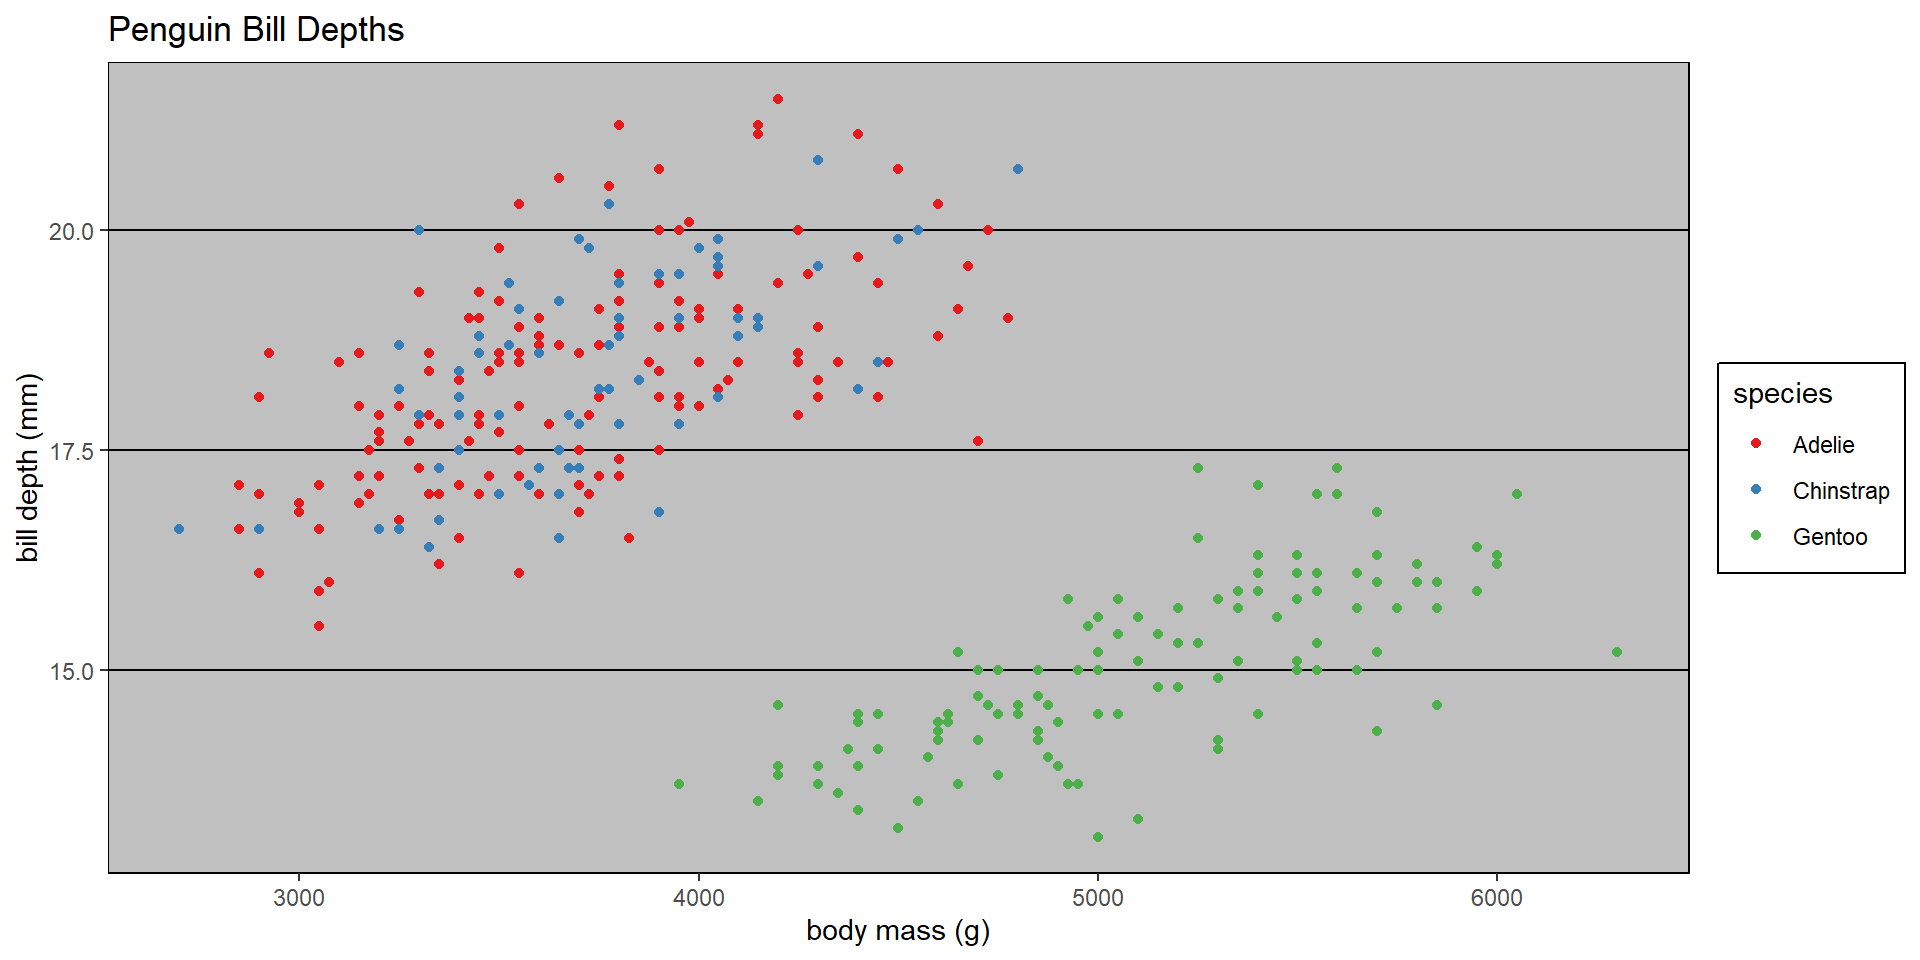 Penguin Bill Depths
bill depth (mm)
20.0
17.5
15.0
3000 4000 5000 6000
body mass (g)
species
Adelie
Chinstrap
Gentoo